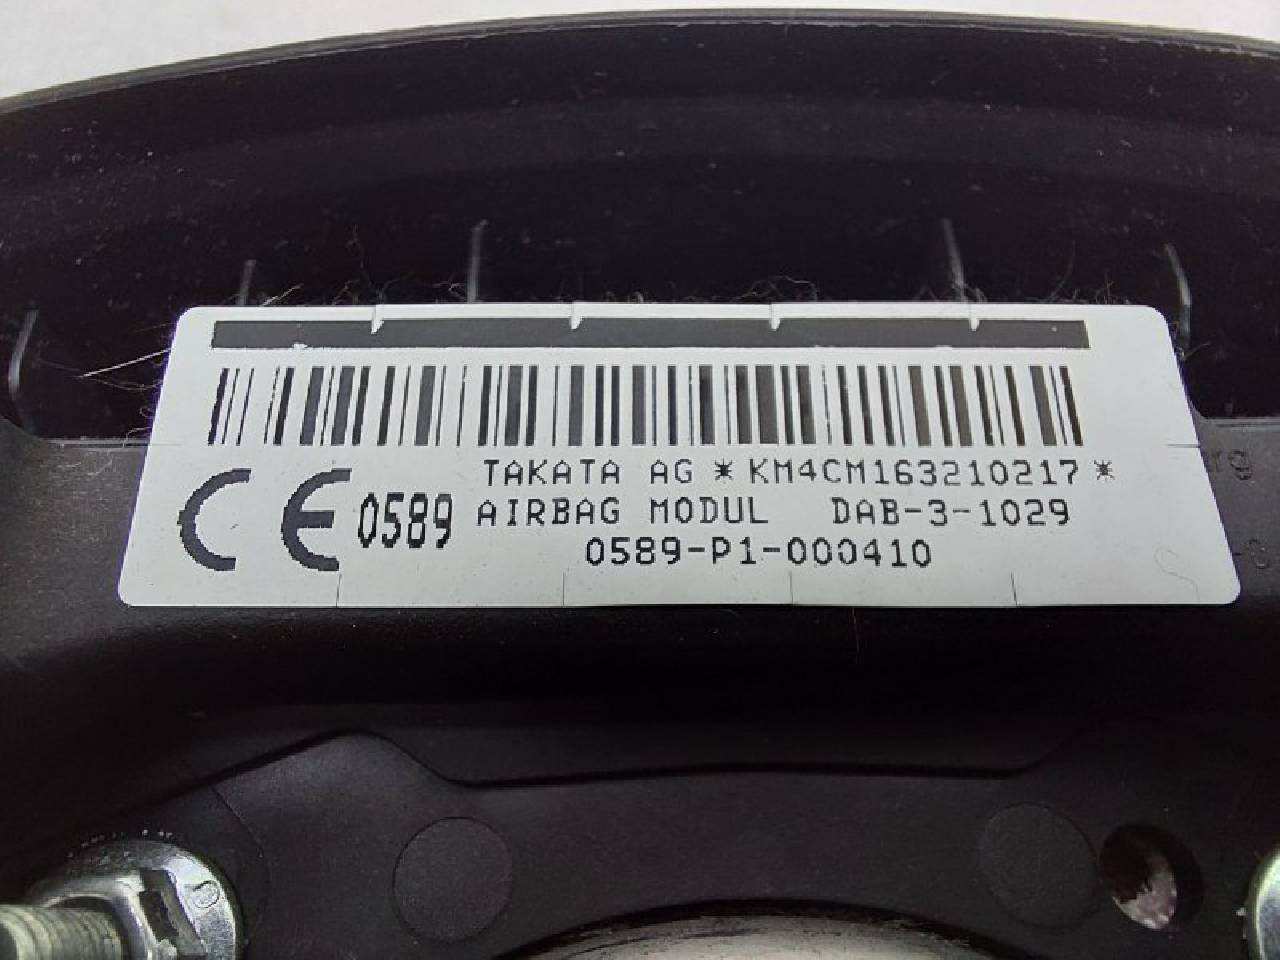 TAKATA AG *KM4CM163210217*
CE 0589 AIRBAG MODUL DAB-3-1029
0589-P1-000410